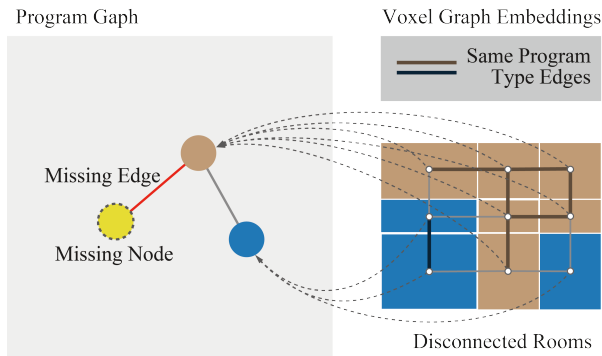 Program Gaph
Voxel Graph Embeddings
Same Program
Type Edges
Missing Edge
Missing Node
Disconnected Rooms